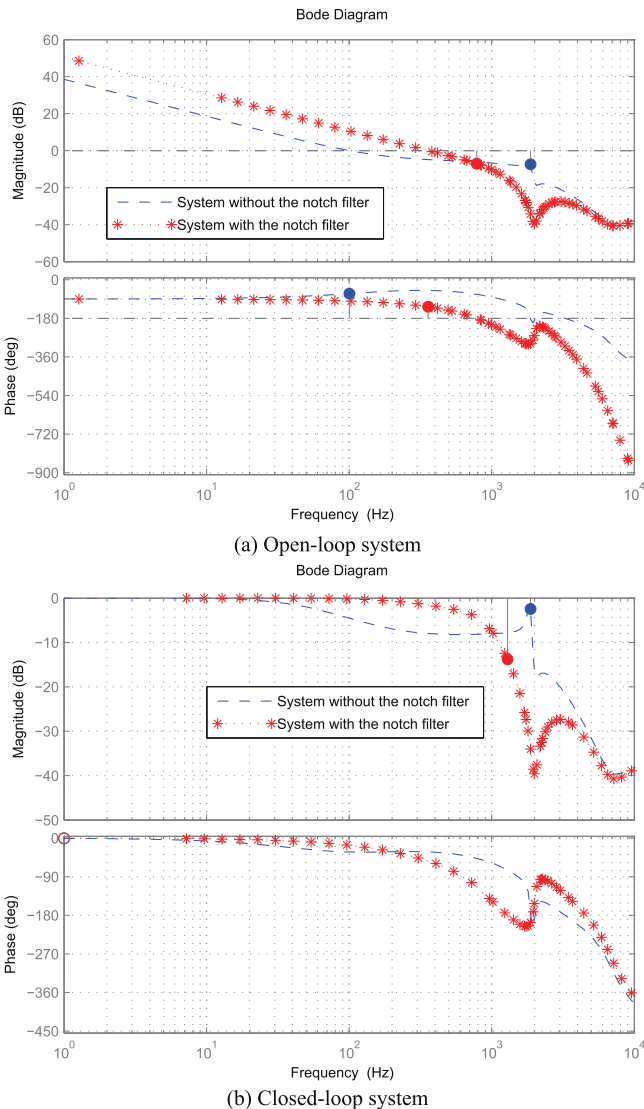 Bode Diagram
60
40
20
0
-20
-40
-60
Magnitude (dB)
System without the notch filter
System with the notch filter
0
-180
-360
-540
-720
-900
Phase (deg)
10^0
10^1
10^2
10^3
10^4
Frequency (Hz)
(a) Open-loop system
Bode Diagram
0
-10
-20
-30
-40
-50
Magnitude (dB)
System without the notch filter
System with the notch filter
0
-90
-180
-270
-360
-450
Phase (deg)
10^0
10^1
10^2
10^3
10^4
Frequency (Hz)
(b) Closed-loop system